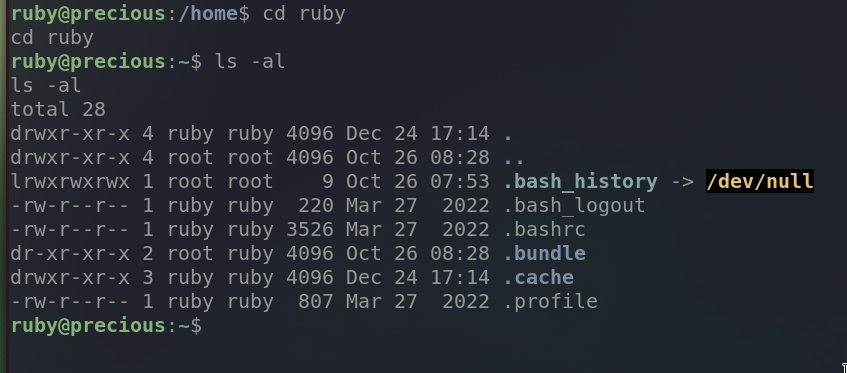 ruby@precious:/home$ cd ruby
cd ruby
ruby@precious:~$ ls -al
ls -al
total 28
drwxr-xr-x 4 ruby ruby 4096 Dec 24 17:14 .
drwxr-xr-x 4 root root 4096 Oct 26 08:28 ..
lrwxrwxrwx 1 root root    9 Oct 26 07:53 .bash_history -> /dev/null
-rw-r--r-- 1 ruby ruby  220 Mar 27  2022 .bash_logout
-rw-r--r-- 1 ruby ruby 3526 Mar 27  2022 .bashrc
dr-xr-xr-x 2 root ruby 4096 Oct 26 08:28 .bundle
drwxr-xr-x 3 ruby ruby 4096 Dec 24 17:14 .cache
-rw-r--r-- 1 ruby ruby  807 Mar 27  2022 .profile
ruby@precious:~$